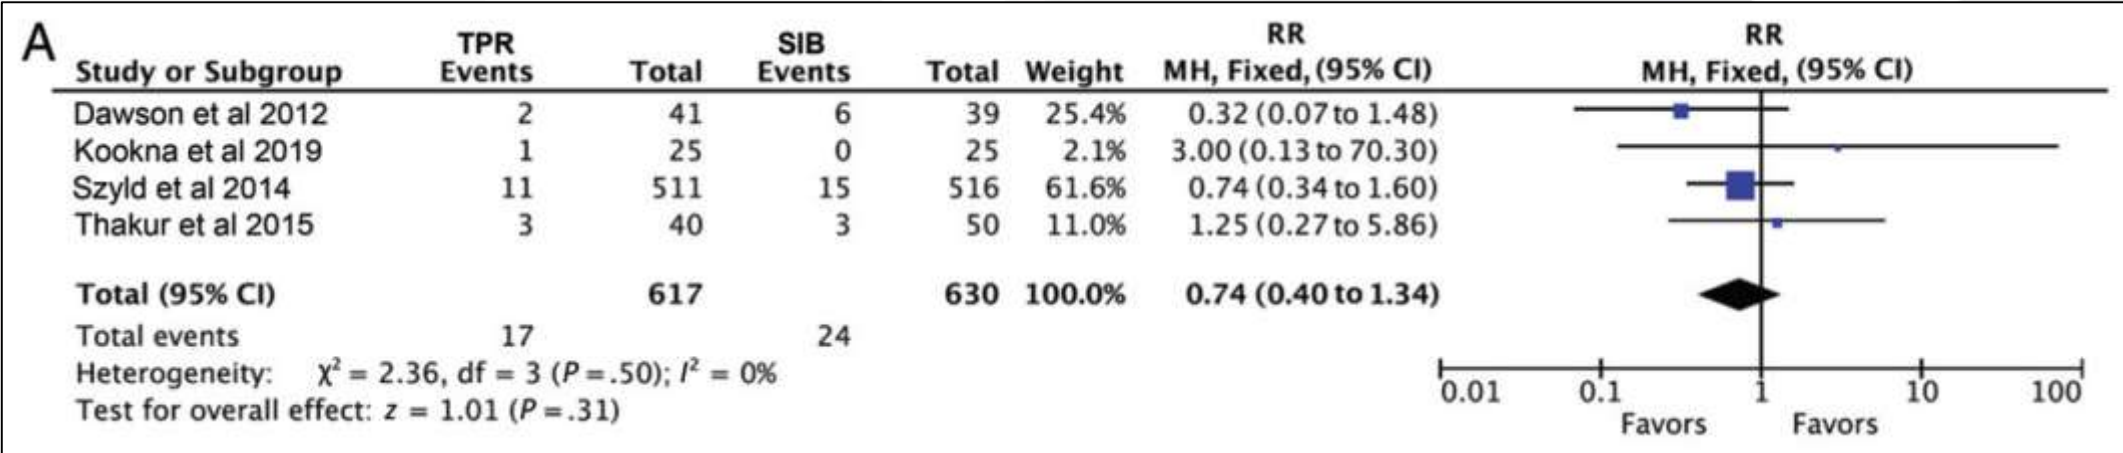 A
TPR SIB RR RR
Study or Subgroup Events Total Events Total Weight MH, Fixed, (95% CI) MH, Fixed, (95% CI)
Dawson et al 2012 2 41 6 39 25.4% 0.32 (0.07 to 1.48)
Kookna et al 2019 1 25 0 25 2.1% 3.00 (0.13 to 70.30)
Szyld et al 2014 11 511 15 516 61.6% 0.74 (0.34 to 1.60)
Thakur et al 2015 3 40 3 50 11.0% 1.25 (0.27 to 5.86)
Total (95% CI) 617 630 100.0% 0.74 (0.40 to 1.34)
Total events 17 24
Heterogeneity: χ² = 2.36, df = 3 (P =.50); I² = 0%
Test for overall effect: z = 1.01 (P =.31)
0.01 0.1 1 10 100
Favors Favors